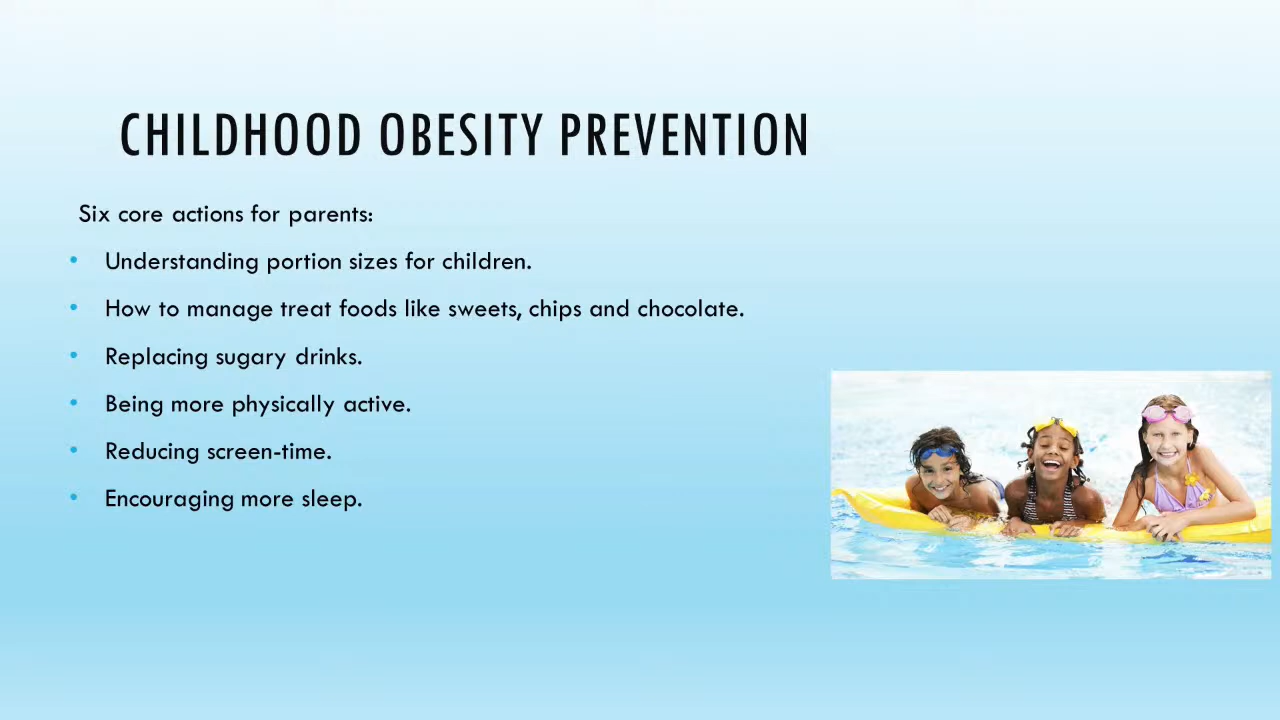 CHILDHOOD OBESITY PREVENTION
Six core actions for parents:
• Understanding portion sizes for children.
• How to manage treat foods like sweets, chips and chocolate.
• Replacing sugary drinks.
• Being more physically active.
• Reducing screen-time.
• Encouraging more sleep.